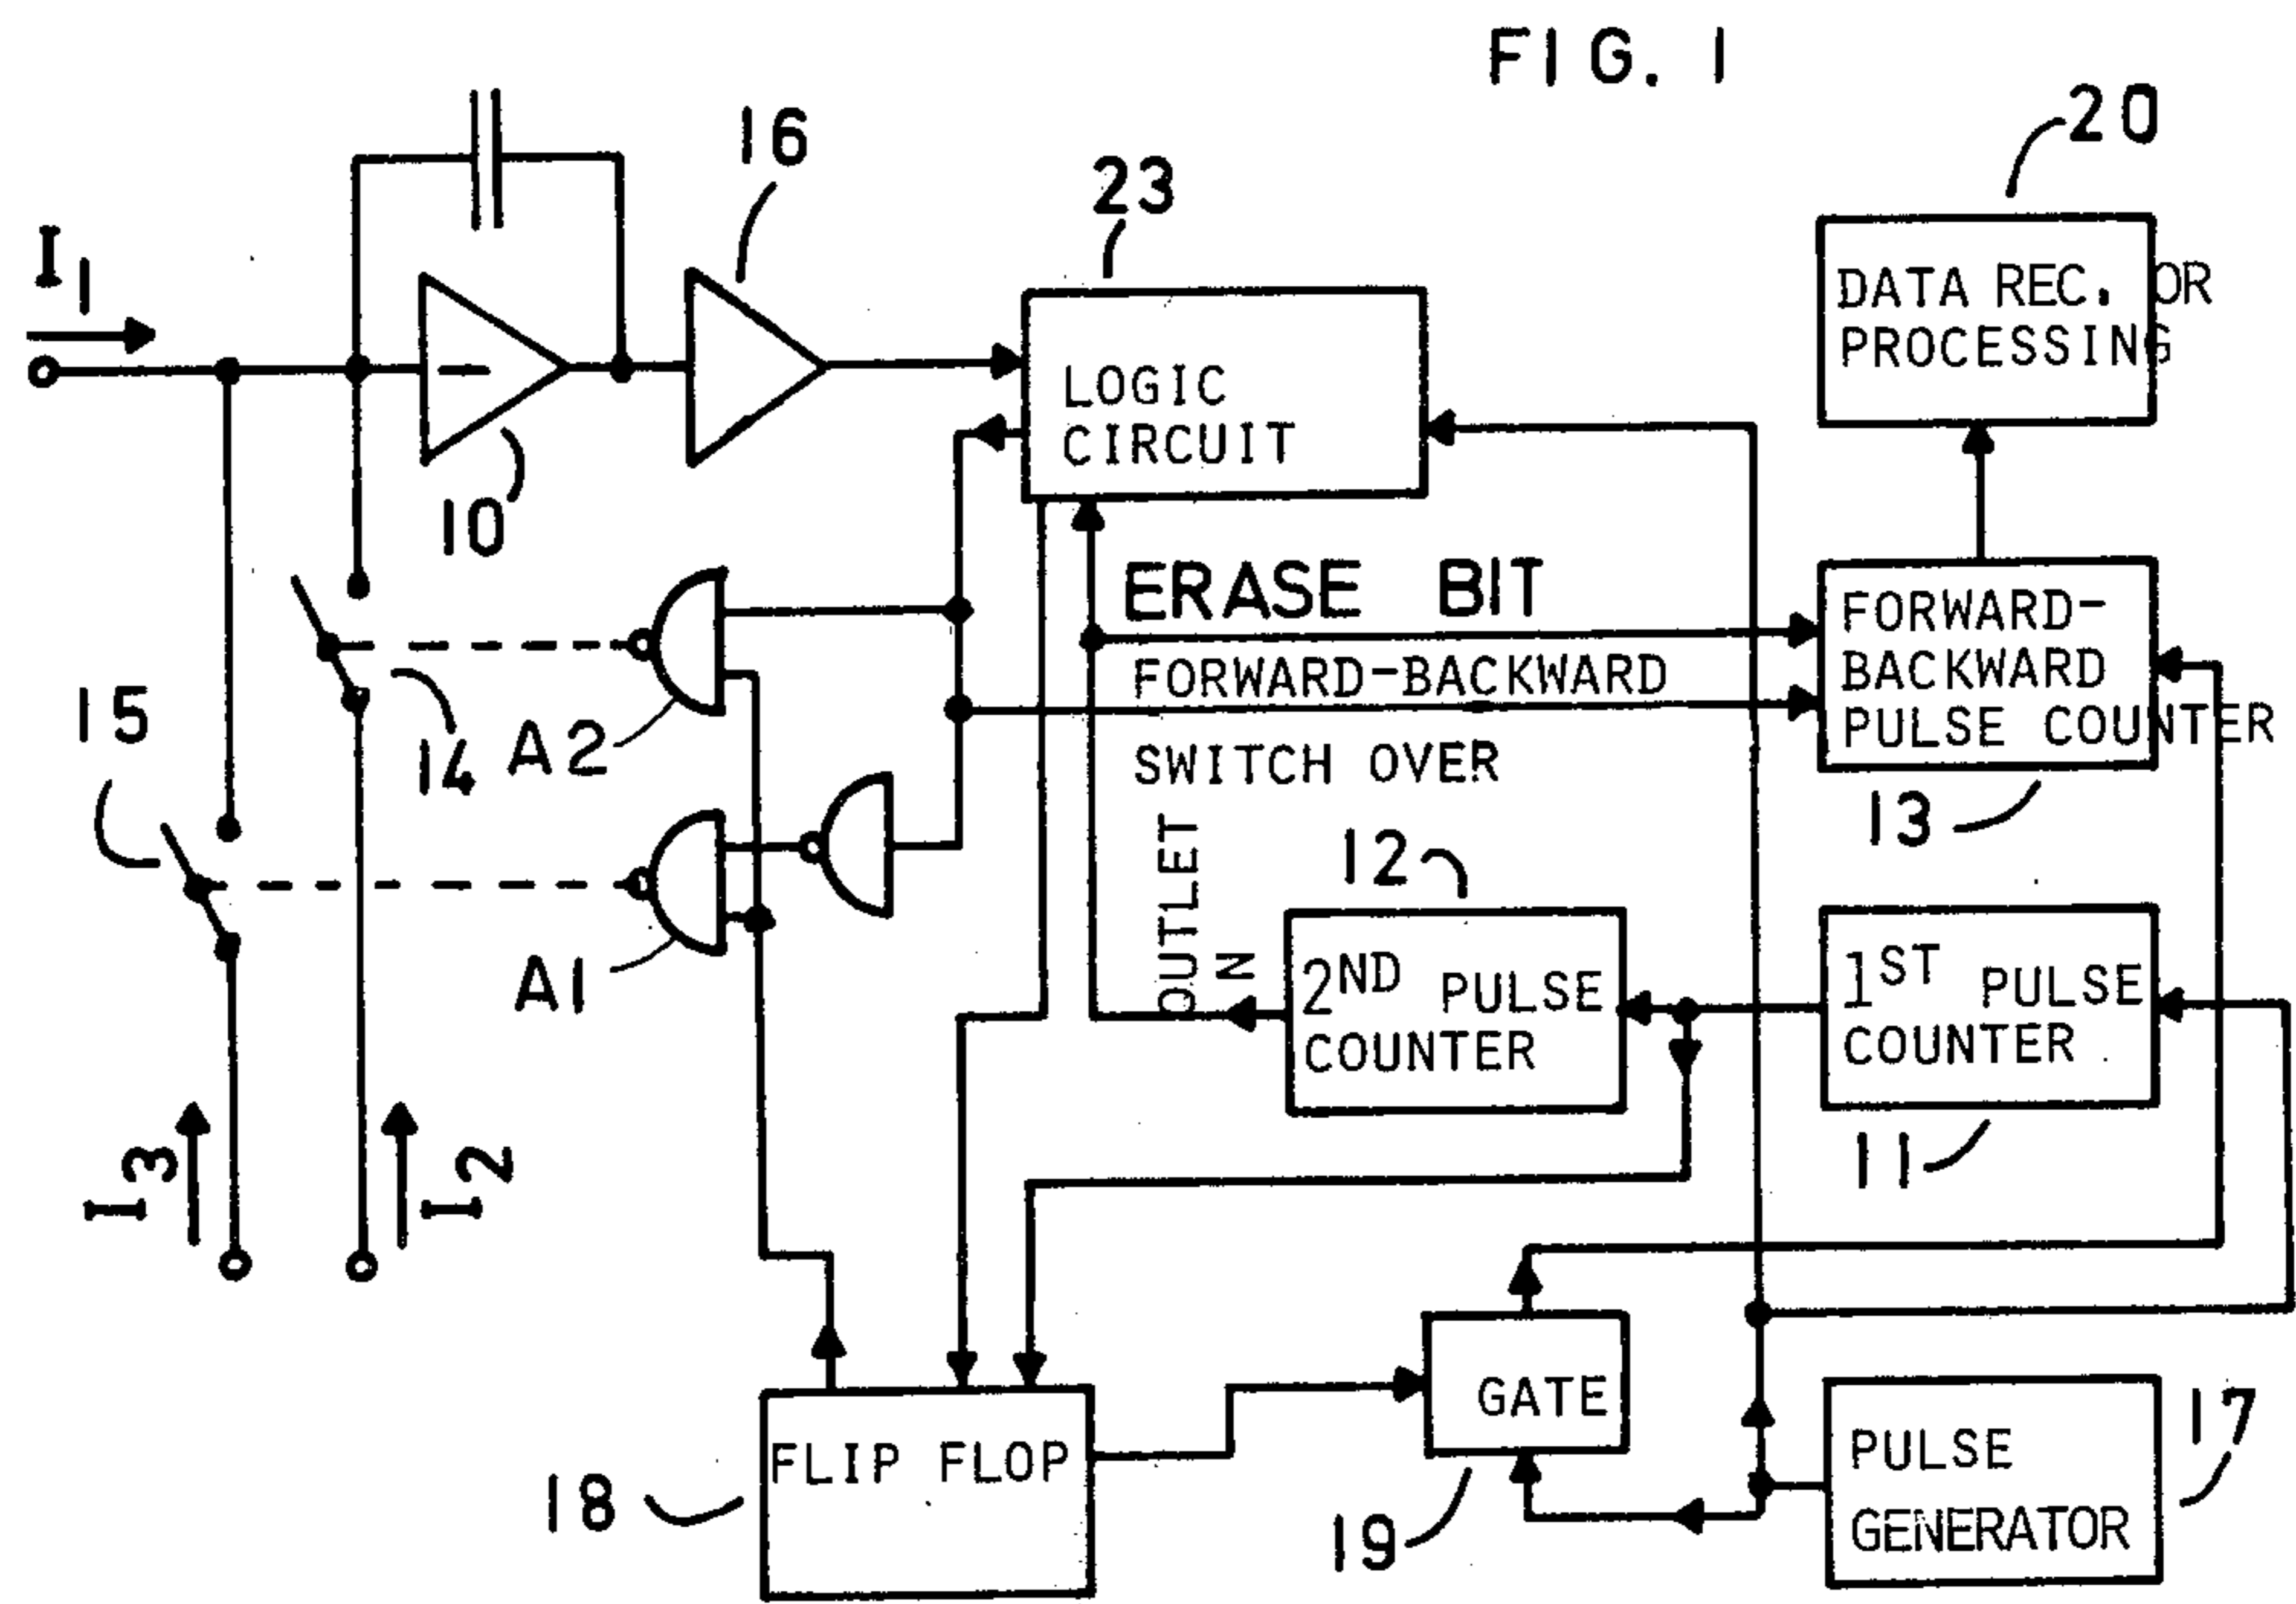 FIG. 1
20
16
23
I1
DATA REC. OR
PROCESSING
LOGIC
CIRCUIT
10
ERASE BIT
FORWARD-
BACKWARD
PULSE COUNTER
FORWARD-BACKWARD
SWITCH OVER
15
14
A2
13
12
OUTLET
N
A1
2ND PULSE
COUNTER
1ST PULSE
COUNTER
11
I3
I2
GATE
FLIP FLOP
18
19
PULSE
GENERATOR
17